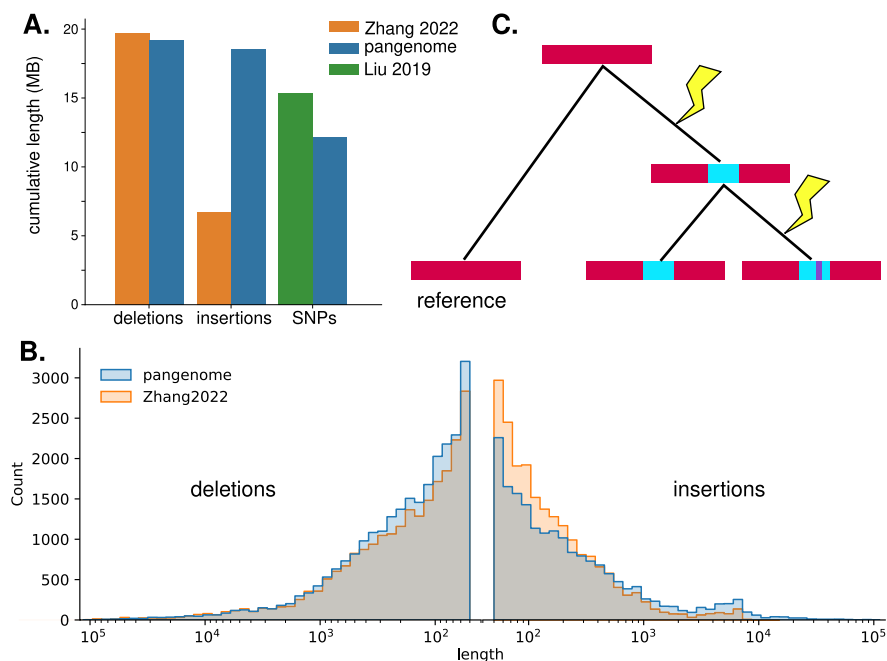 A.
Zhang 2022
pangenome
Liu 2019
cumulative length (MB)
20
15
10
5
0
deletions insertions SNPs
C.
reference
B.
pangenome
Zhang2022
Count
3000
2500
2000
1500
1000
500
0
deletions
insertions
10⁵ 10⁴ 10³ 10² 10² 10³ 10⁴ 10⁵
length